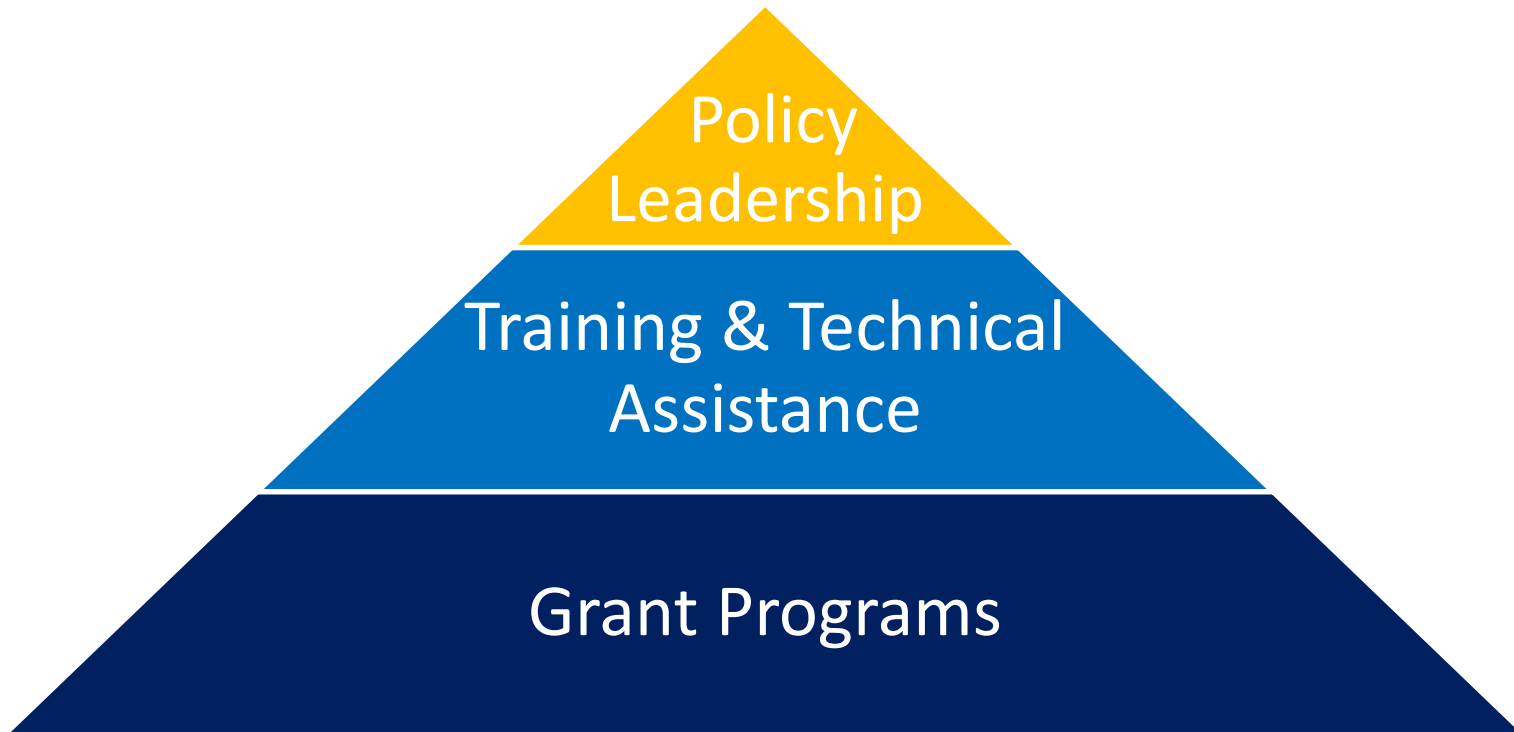 Policy
Leadership
Training & Technical
Assistance
Grant Programs